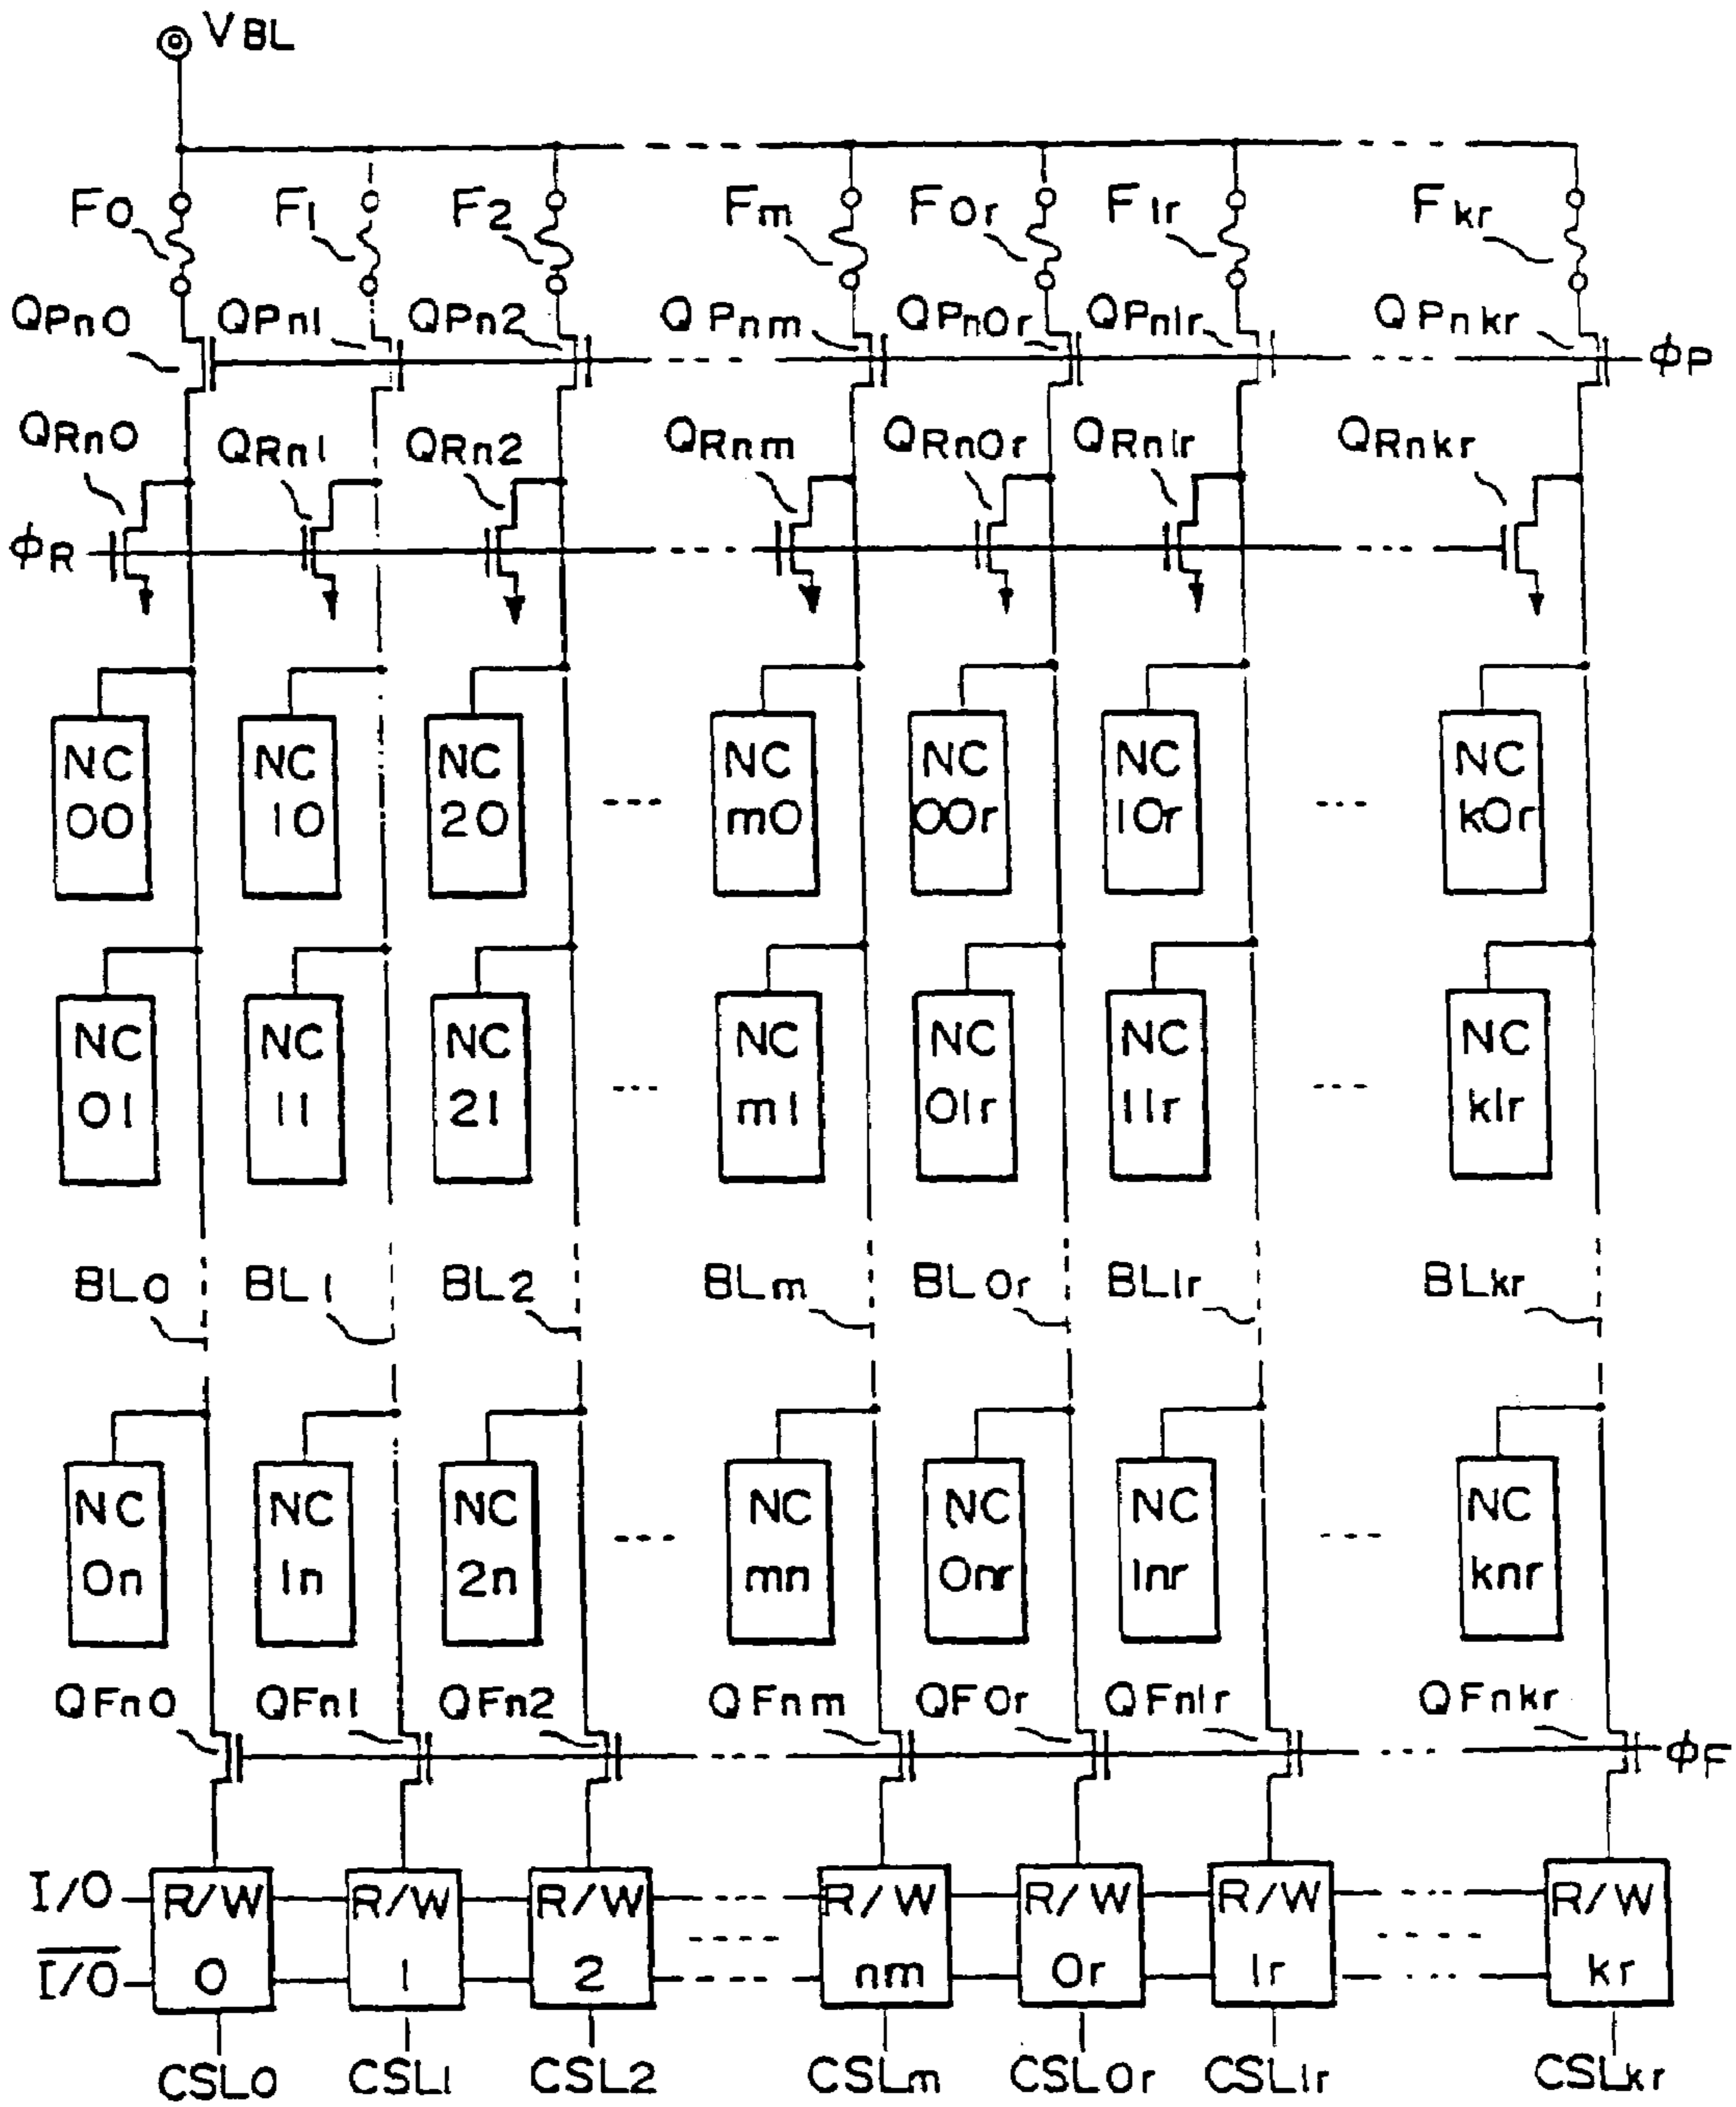 VBL
F0 F1 F2 Fm F0r F1r Fkr
QPn0 QPn1 QPn2 QPnm QPn0r QPn1r QPnkr
ΦP
QRn0 QRn1 QRn2 QRnm QRn0r QRn1r QRnkr
ΦR
NC NC NC NC NC NC NC
00 10 20 --- m0 00r 10r --- k0r
NC NC NC NC NC NC NC
01 11 21 --- m1 01r 11r --- k1r
BL0 BL1 BL2 BLm BL0r BL1r BLkr
NC NC NC NC NC NC NC
0n 1n 2n --- mn 0nr 1nr --- knr
QFn0 QFn1 QFn2 QFnm QF0r QFn1r QFnkr
ΦF
I/O R/W R/W R/W R/W R/W R/W R/W
I̅/̅O̅ 0 1 2 nm 0r 1r kr
CSL0 CSL1 CSL2 CSLm CSL0r CSL1r CSLkr